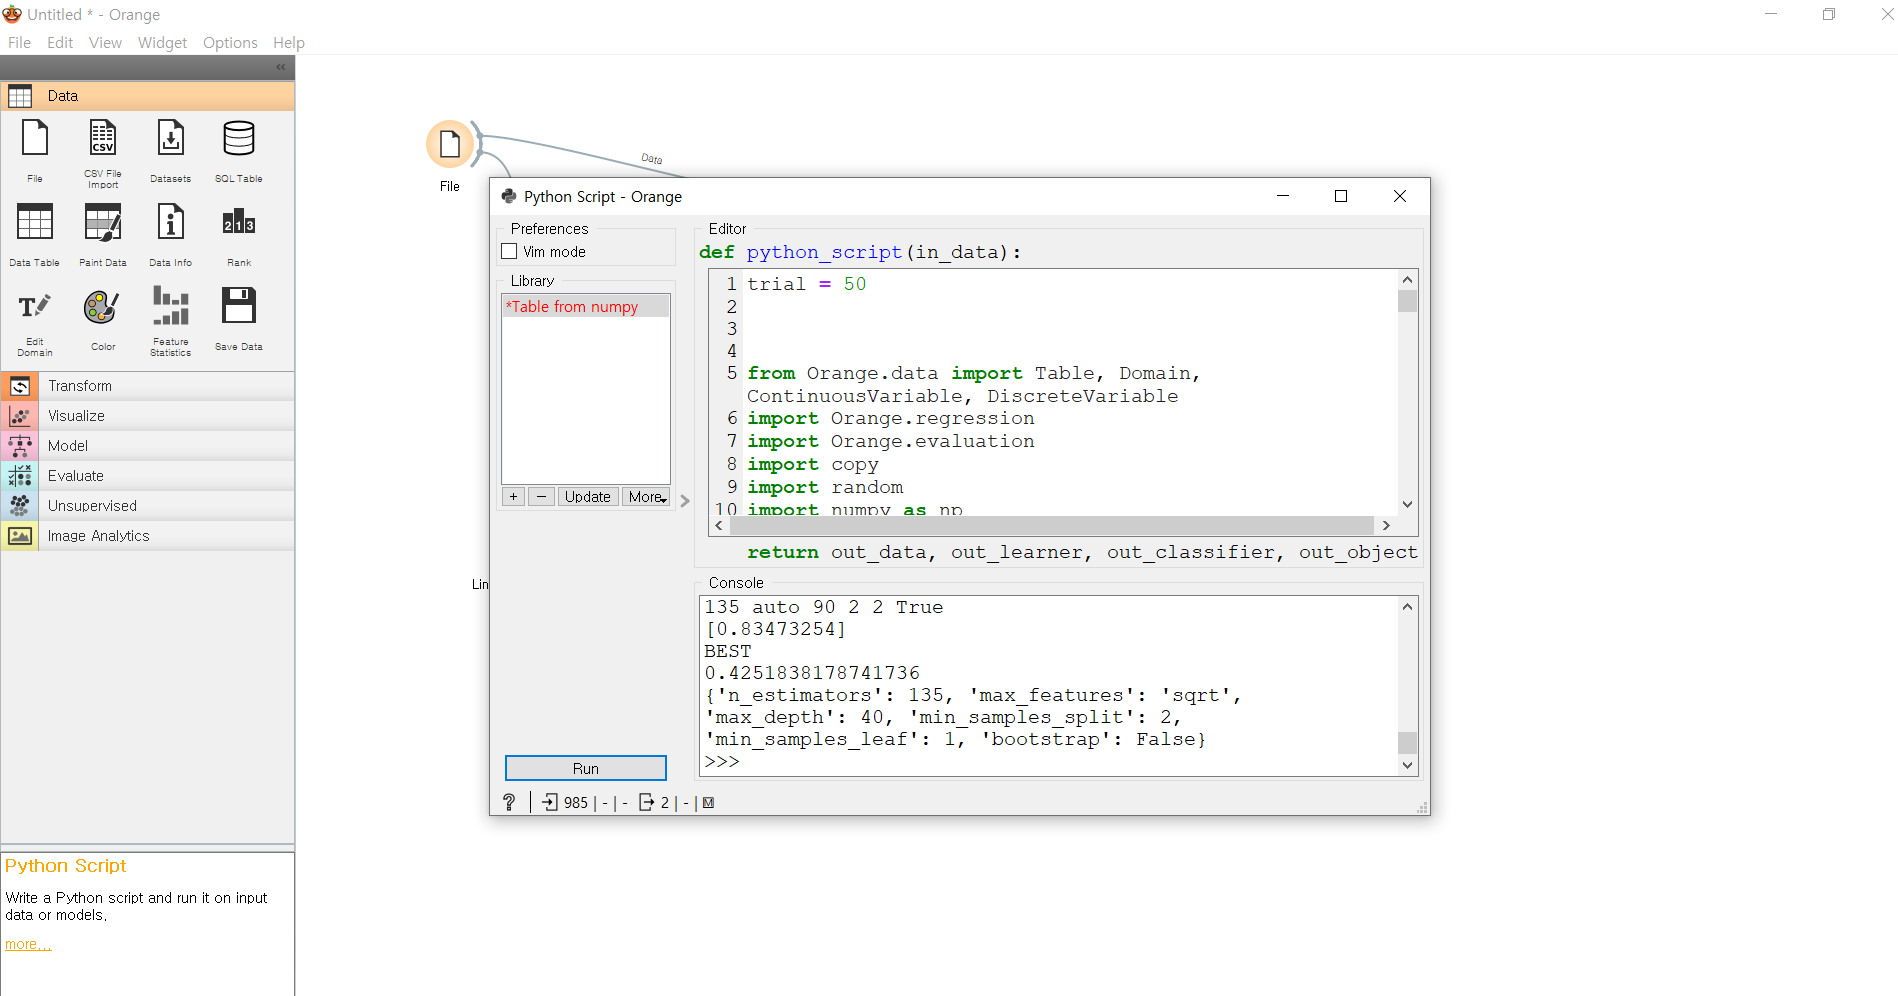 Untitled * - Orange
File Edit View Widget Options Help
Data
File
CSV File Import
Datasets
SQL Table
Data Table
Paint Data
Data Info
Rank
Edit Domain
Color
Feature Statistics
Save Data
Transform
Visualize
Model
Evaluate
Unsupervised
Image Analytics
Python Script
Write a Python script and run it on input
data or models.
more...
File
Data
Lin
Python Script - Orange
Preferences
Vim mode
Library
*Table from numpy
+ − Update More
Run
? 985 | - | - 2 | - | M
Editor
def python_script(in_data):
1 trial = 50
2
3
4
5 from Orange.data import Table, Domain,
ContinuousVariable, DiscreteVariable
6 import Orange.regression
7 import Orange.evaluation
8 import copy
9 import random
10 import numpy as np
return out_data, out_learner, out_classifier, out_object
Console
135 auto 90 2 2 True
[0.83473254]
BEST
0.4251838178741736
{'n_estimators': 135, 'max_features': 'sqrt',
'max_depth': 40, 'min_samples_split': 2,
'min_samples_leaf': 1, 'bootstrap': False}
>>>